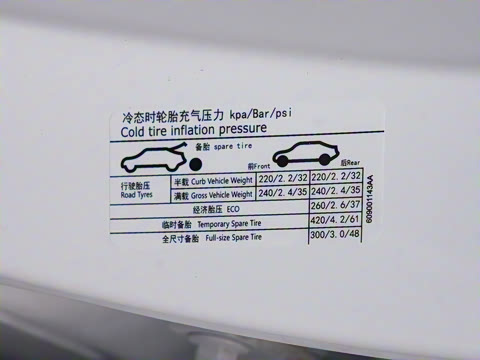 冷态时轮胎充气压力 kpa/Bar/psi
Cold tire inflation pressure
备胎 spare tire
前Front 后Rear
行驶胎压 Road Tyres
半载 Curb Vehicle Weight 220/2.2/32 220/2.2/32
满载 Gross Vehicle Weight 240/2.4/35 240/2.4/35
经济胎压 ECO 260/2.6/37
临时备胎 Temporary Spare Tire 420/4.2/61
全尺寸备胎 Full-size Spare Tire 300/3.0/48
609001143AA